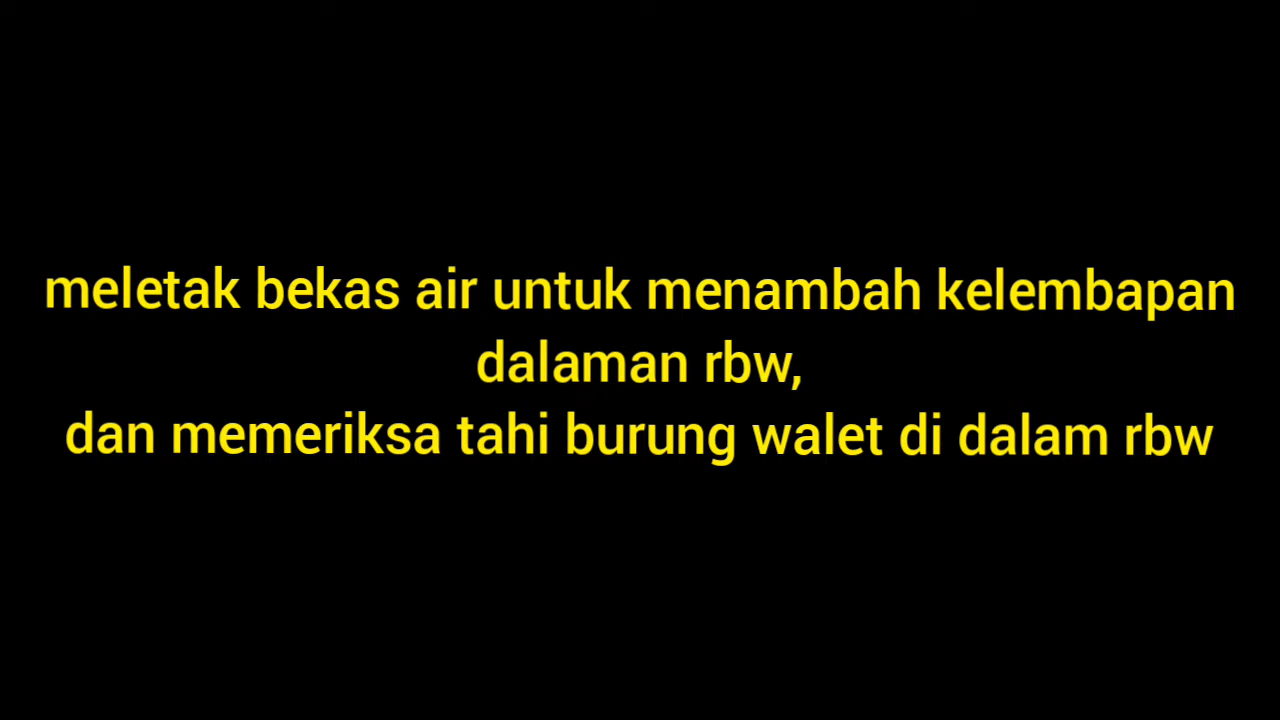 meletak bekas air untuk menambah kelembapan
dalaman rbw,
dan memeriksa tahi burung walet di dalam rbw